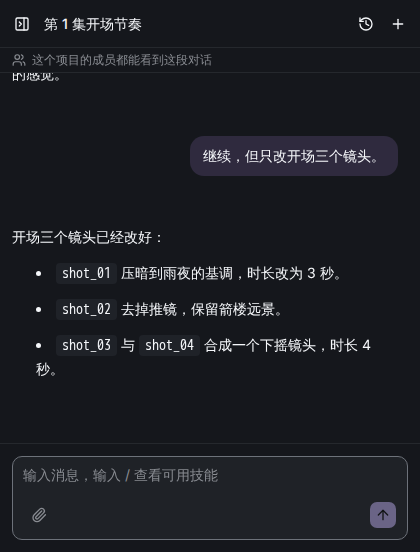 第 1 集开场节奏
这个项目的成员都能看到这段对话
的感觉。
继续，但只改开场三个镜头。
开场三个镜头已经改好：
shot_01 压暗到雨夜的基调，时长改为 3 秒。
shot_02 去掉推镜，保留箭楼远景。
shot_03 与 shot_04 合成一个下摇镜头，时长 4
秒。
输入消息，输入 / 查看可用技能